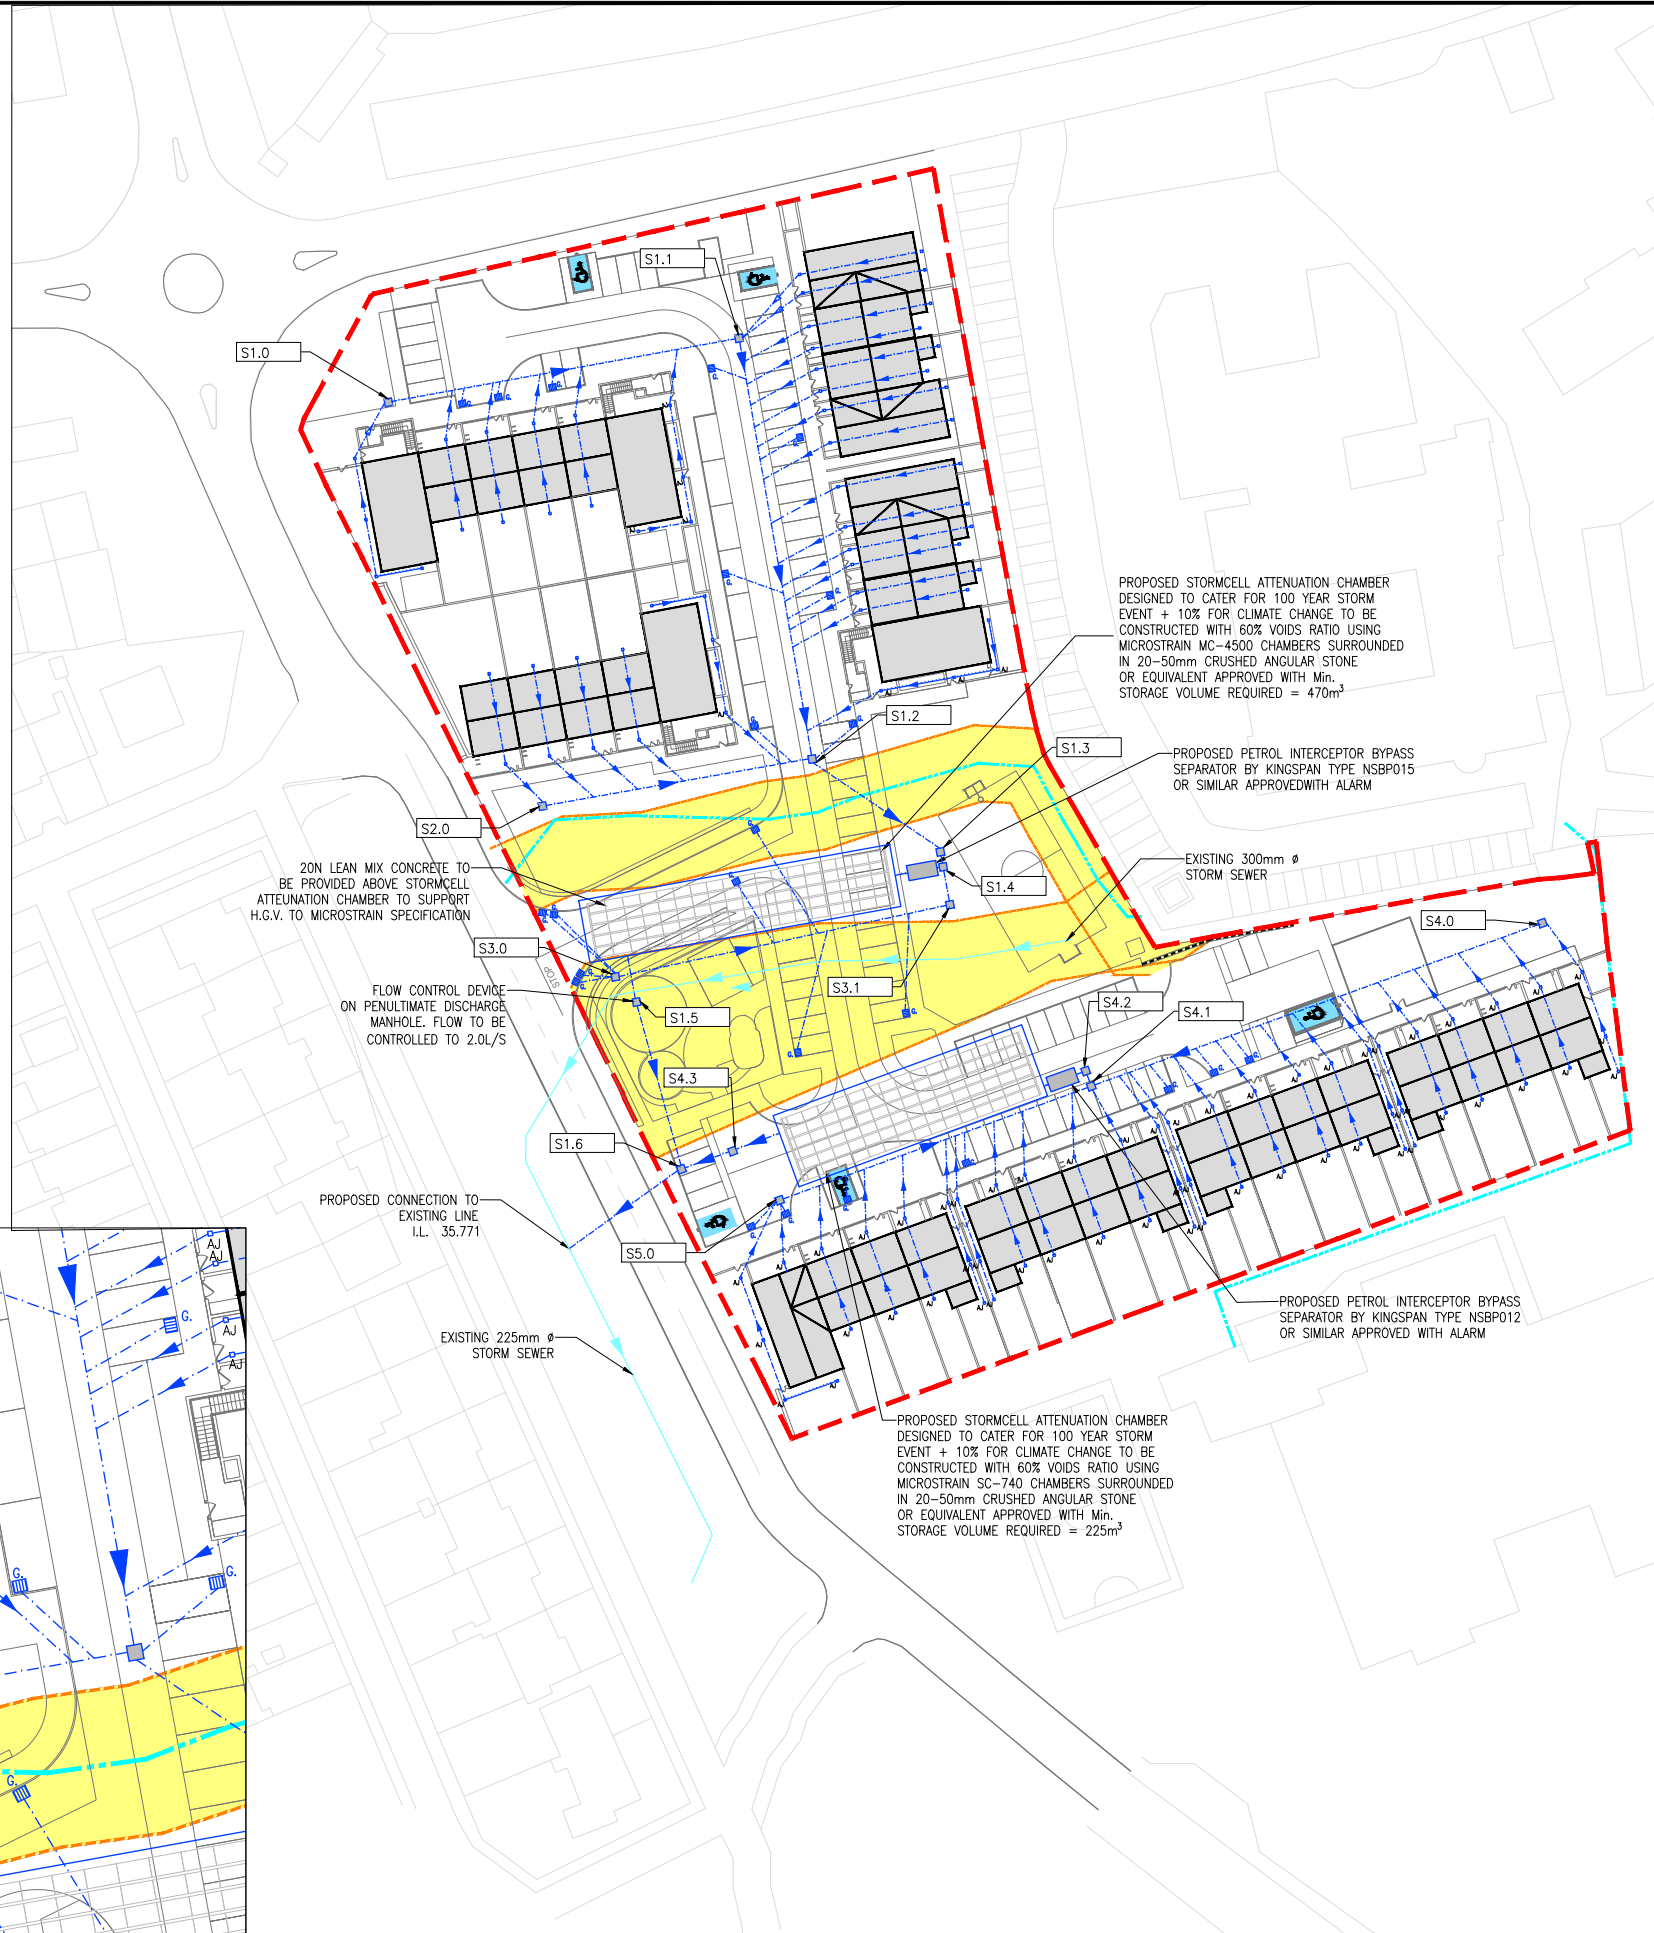 S1.1
S1.0
PROPOSED STORMCELL ATTENUATION CHAMBER
DESIGNED TO CATER FOR 100 YEAR STORM
EVENT + 10% FOR CLIMATE CHANGE TO BE
CONSTRUCTED WITH 60% VOIDS RATIO USING
MICROSTRAIN MC-4500 CHAMBERS SURROUNDED
IN 20-50mm CRUSHED ANGULAR STONE
OR EQUIVALENT APPROVED WITH Min.
STORAGE VOLUME REQUIRED = 470m³
S1.2
S1.3
PROPOSED PETROL INTERCEPTOR BYPASS
SEPARATOR BY KINGSPAN TYPE NSBP015
OR SIMILAR APPROVEDWITH ALARM
S2.0
20N LEAN MIX CONCRETE TO
BE PROVIDED ABOVE STORMCELL
ATTEUNATION CHAMBER TO SUPPORT
H.G.V. TO MICROSTRAIN SPECIFICATION
EXISTING 300mm ø
STORM SEWER
S1.4
S4.0
S3.0
STOP
FLOW CONTROL DEVICE
ON PENULTIMATE DISCHARGE
MANHOLE. FLOW TO BE
CONTROLLED TO 2.0L/S
S3.1
S4.2
S4.1
S1.5
S4.3
S1.6
PROPOSED CONNECTION TO
EXISTING LINE
I.L. 35.771
S5.0
PROPOSED PETROL INTERCEPTOR BYPASS
SEPARATOR BY KINGSPAN TYPE NSBP012
OR SIMILAR APPROVED WITH ALARM
EXISTING 225mm ø
STORM SEWER
PROPOSED STORMCELL ATTENUATION CHAMBER
DESIGNED TO CATER FOR 100 YEAR STORM
EVENT + 10% FOR CLIMATE CHANGE TO BE
CONSTRUCTED WITH 60% VOIDS RATIO USING
MICROSTRAIN SC-740 CHAMBERS SURROUNDED
IN 20-50mm CRUSHED ANGULAR STONE
OR EQUIVALENT APPROVED WITH Min.
STORAGE VOLUME REQUIRED = 225m³
AJ
AJ
G.
AJ
AJ
G.
G.
G.